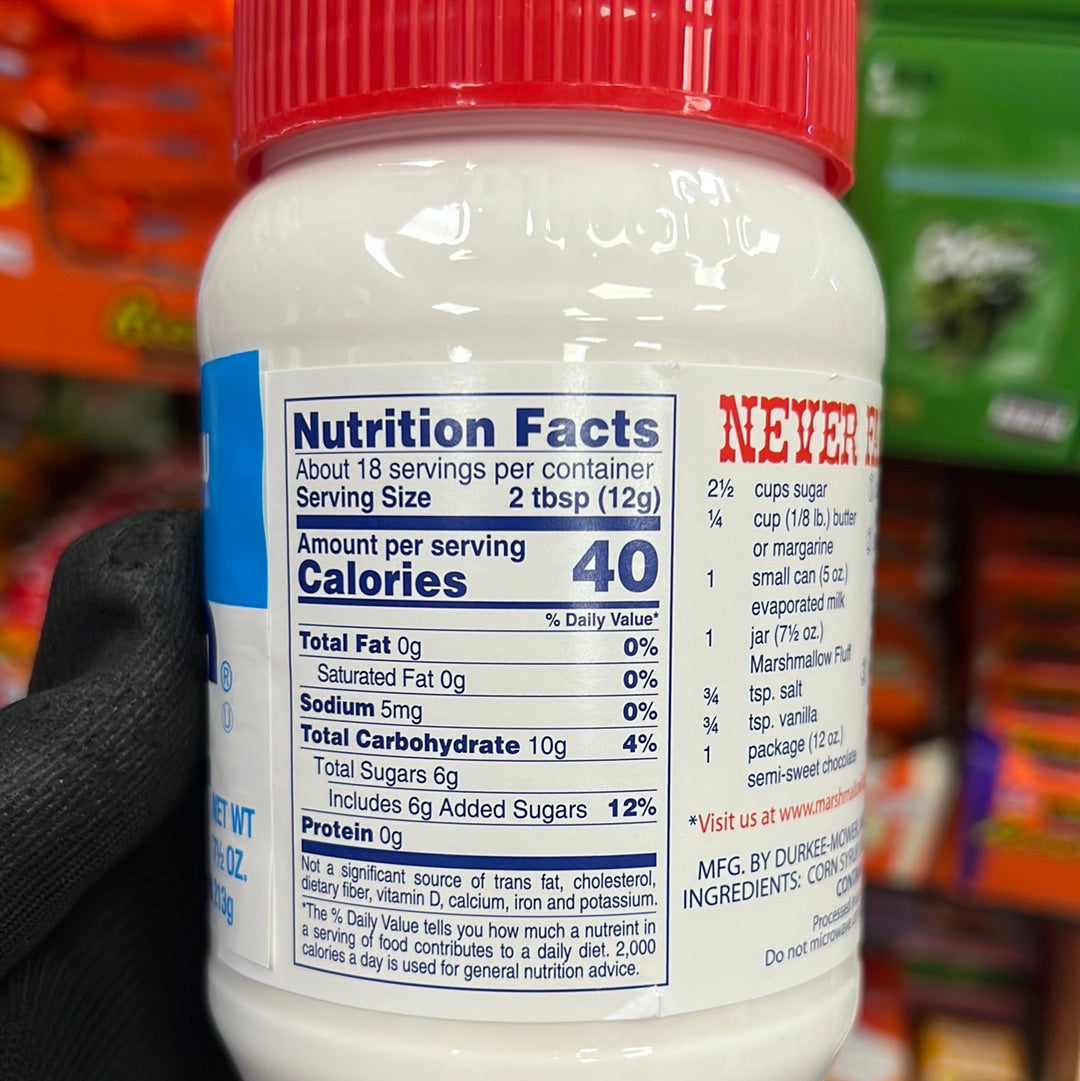 Nutrition Facts
About 18 servings per container
Serving Size 2 tbsp (12g)
Amount per serving
Calories 40
% Daily Value*
Total Fat 0g 0%
Saturated Fat 0g 0%
Sodium 5mg 0%
Total Carbohydrate 10g 4%
Total Sugars 6g
Includes 6g Added Sugars 12%
Protein 0g
Not a significant source of trans fat, cholesterol,
dietary fiber, vitamin D, calcium, iron and potassium.
*The % Daily Value tells you how much a nutreint in
a serving of food contributes to a daily diet. 2,000
calories a day is used for general nutrition advice.
NEVER
2½ cups sugar
¼ cup (1/8 lb.) butter
or margarine
1 small can (5 oz.)
evaporated milk
1 jar (7½ oz.)
Marshmallow Fluff
¾ tsp. salt
¾ tsp. vanilla
1 package (12 oz.)
semi-sweet chocolate
*Visit us at
MFG. BY DURKEE-MOWER
INGREDIENTS: CORN SYRUP
Processed
Do not microwave
®
NET WT
7½ OZ.
213g
Fluff